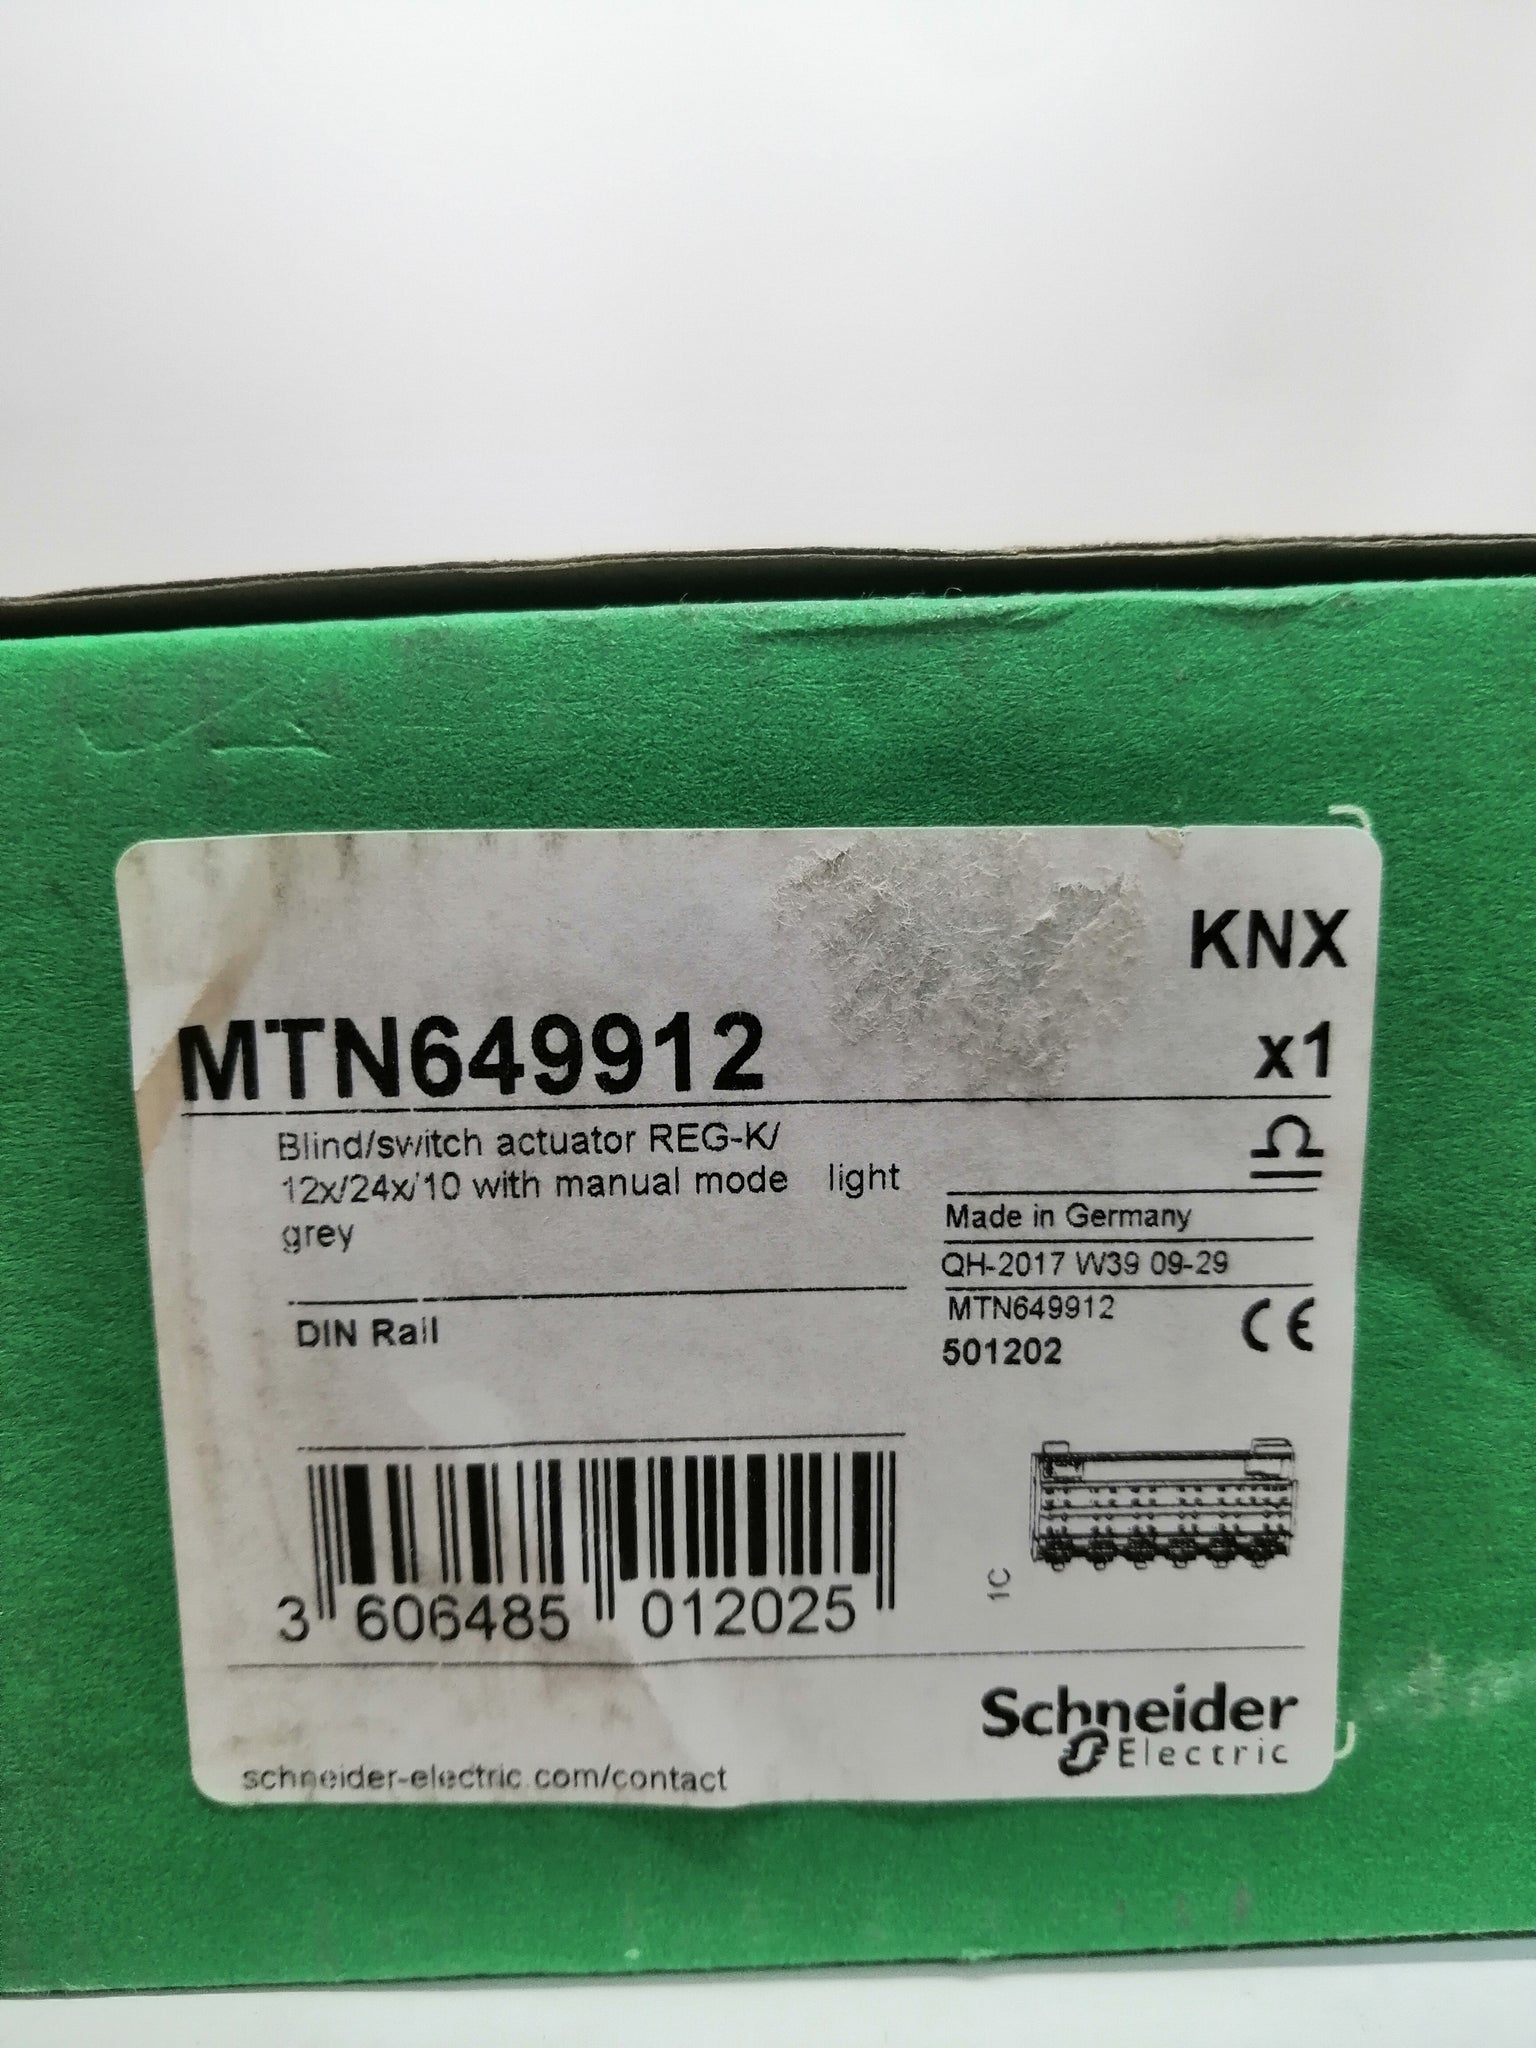 KNX
MTN649912
x1
Blind/switch actuator REG-K/
12x/24x/10 with manual mode light
grey
Made in Germany
QH-2017 W39 09-29
MTN649912
501202
CE
DIN Rail
1C
3 606485 012025
Schneider
Electric
schneider-electric.com/contact